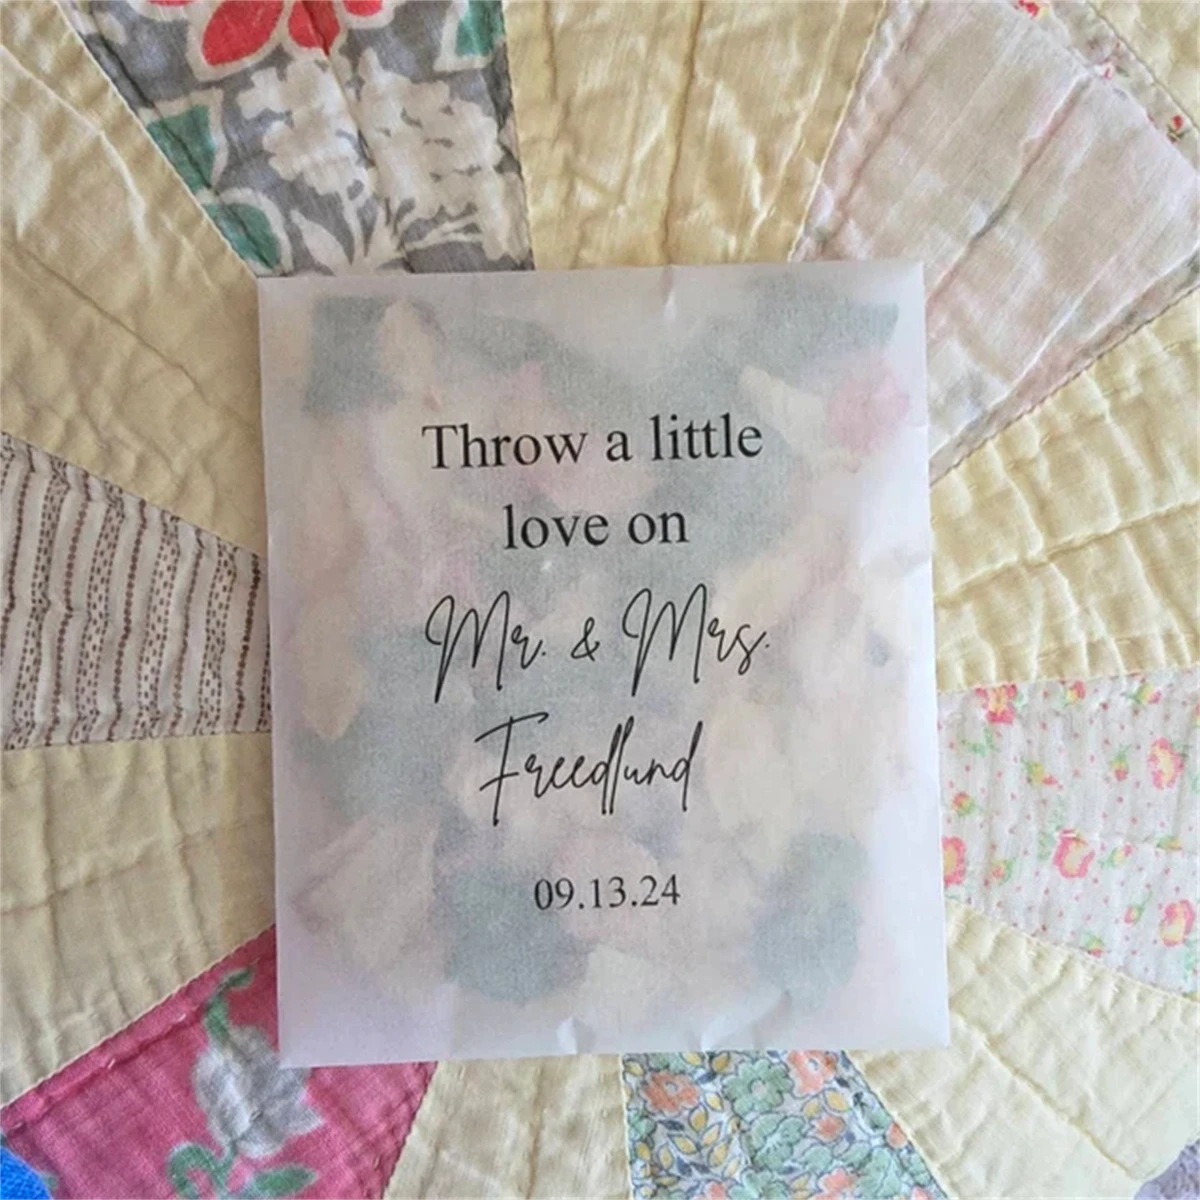 Throw a little
love on
Mr. & Mrs.
Freedlund
09.13.24